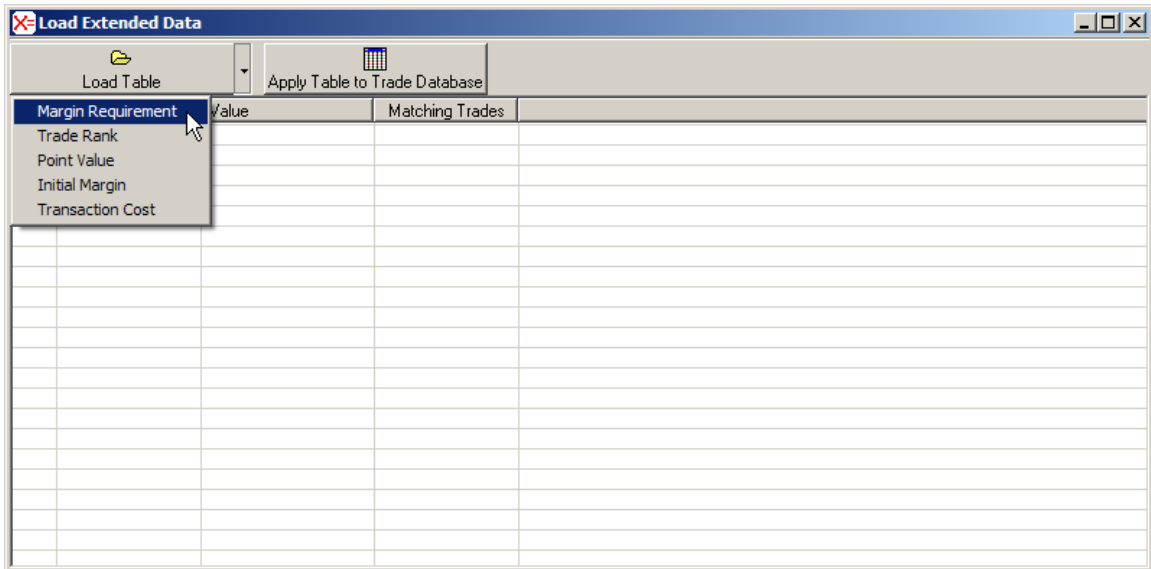 Load Extended Data
Load Table
Apply Table to Trade Database
Margin Requirement
Value
Matching Trades
Trade Rank
Point Value
Initial Margin
Transaction Cost